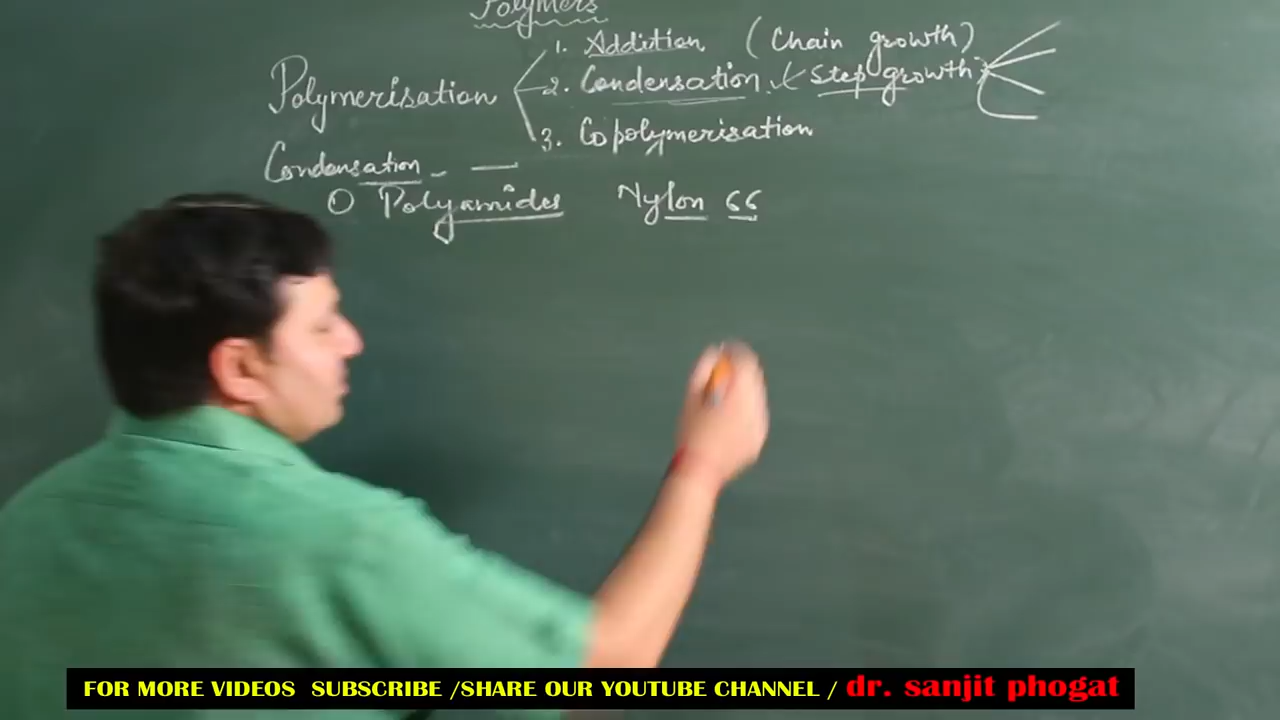 Polymers
Polymerisation
1. Addition (Chain growth)
2. Condensation (Step growth)
3. Copolymerisation
Condensation -
① Polyamides Nylon 66
FOR MORE VIDEOS SUBSCRIBE /SHARE OUR YOUTUBE CHANNEL / dr. sanjit phogat